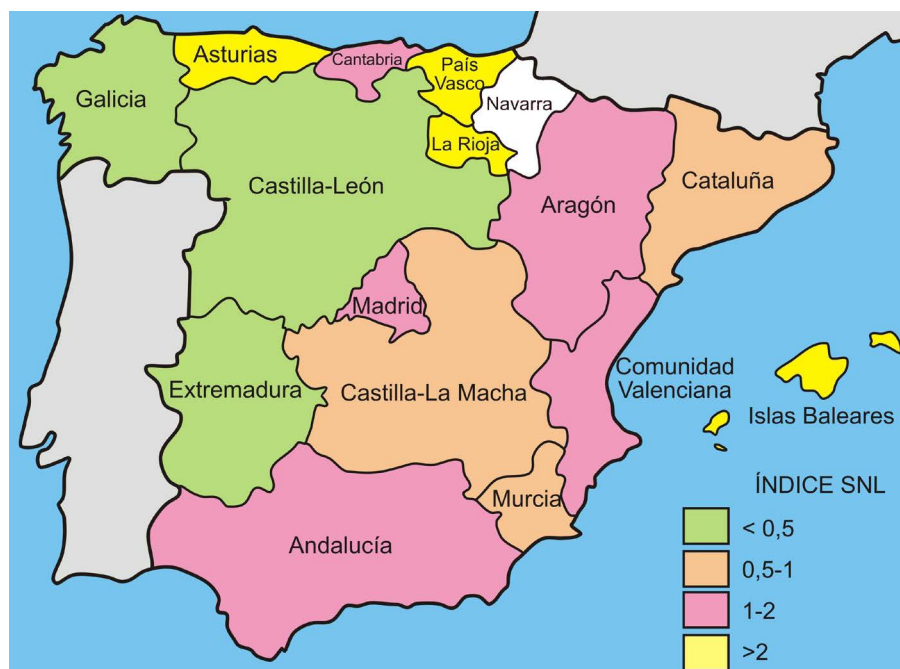 Asturias
Cantabria
País
Vasco
Galicia
Navarra
La Rioja
Castilla-León
Cataluña
Aragón
Madrid
Comunidad
Valenciana
Extremadura
Castilla-La Macha
Islas Baleares
ÍNDICE SNL
Murcia
< 0,5
Andalucía
0,5-1
1-2
>2